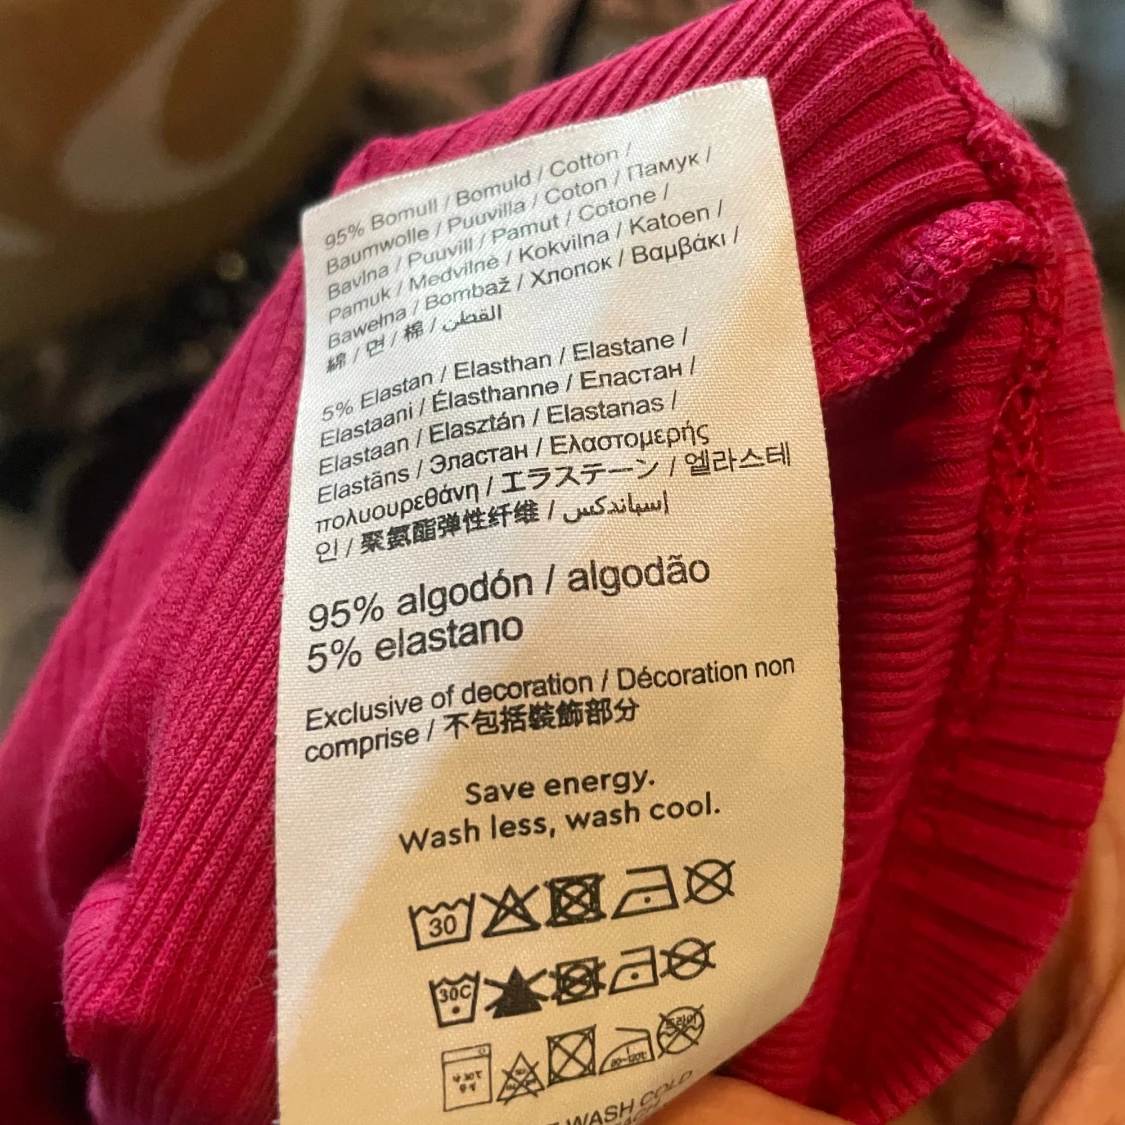 95% Bomull / Bomuld / Cotton /
Baumwolle / Puuvilla / Coton / Памук /
Bavlna / Puuvill / Pamut / Cotone /
Pamuk / Medvilnė / Kokvilna / Katoen /
Bawełna / Bombaž / Хлопок / Βαμβάκι /
綿 / 면 / 棉 / القطن
5% Elastan / Elasthan / Elastane /
Elastaani / Élasthanne / Еластан /
Elastaan / Elasztán / Elastanas /
Elastāns / Эластан / Ελαστομερής
πολυουρεθάνη / エラステーン / 엘라스테
인 / 聚氨酯弹性纤维 / إسباندكس
95% algodón / algodão
5% elastano
Exclusive of decoration / Décoration non
comprise / 不包括裝飾部分
Save energy.
Wash less, wash cool.
30
30C
80-120℃
WASH COLD